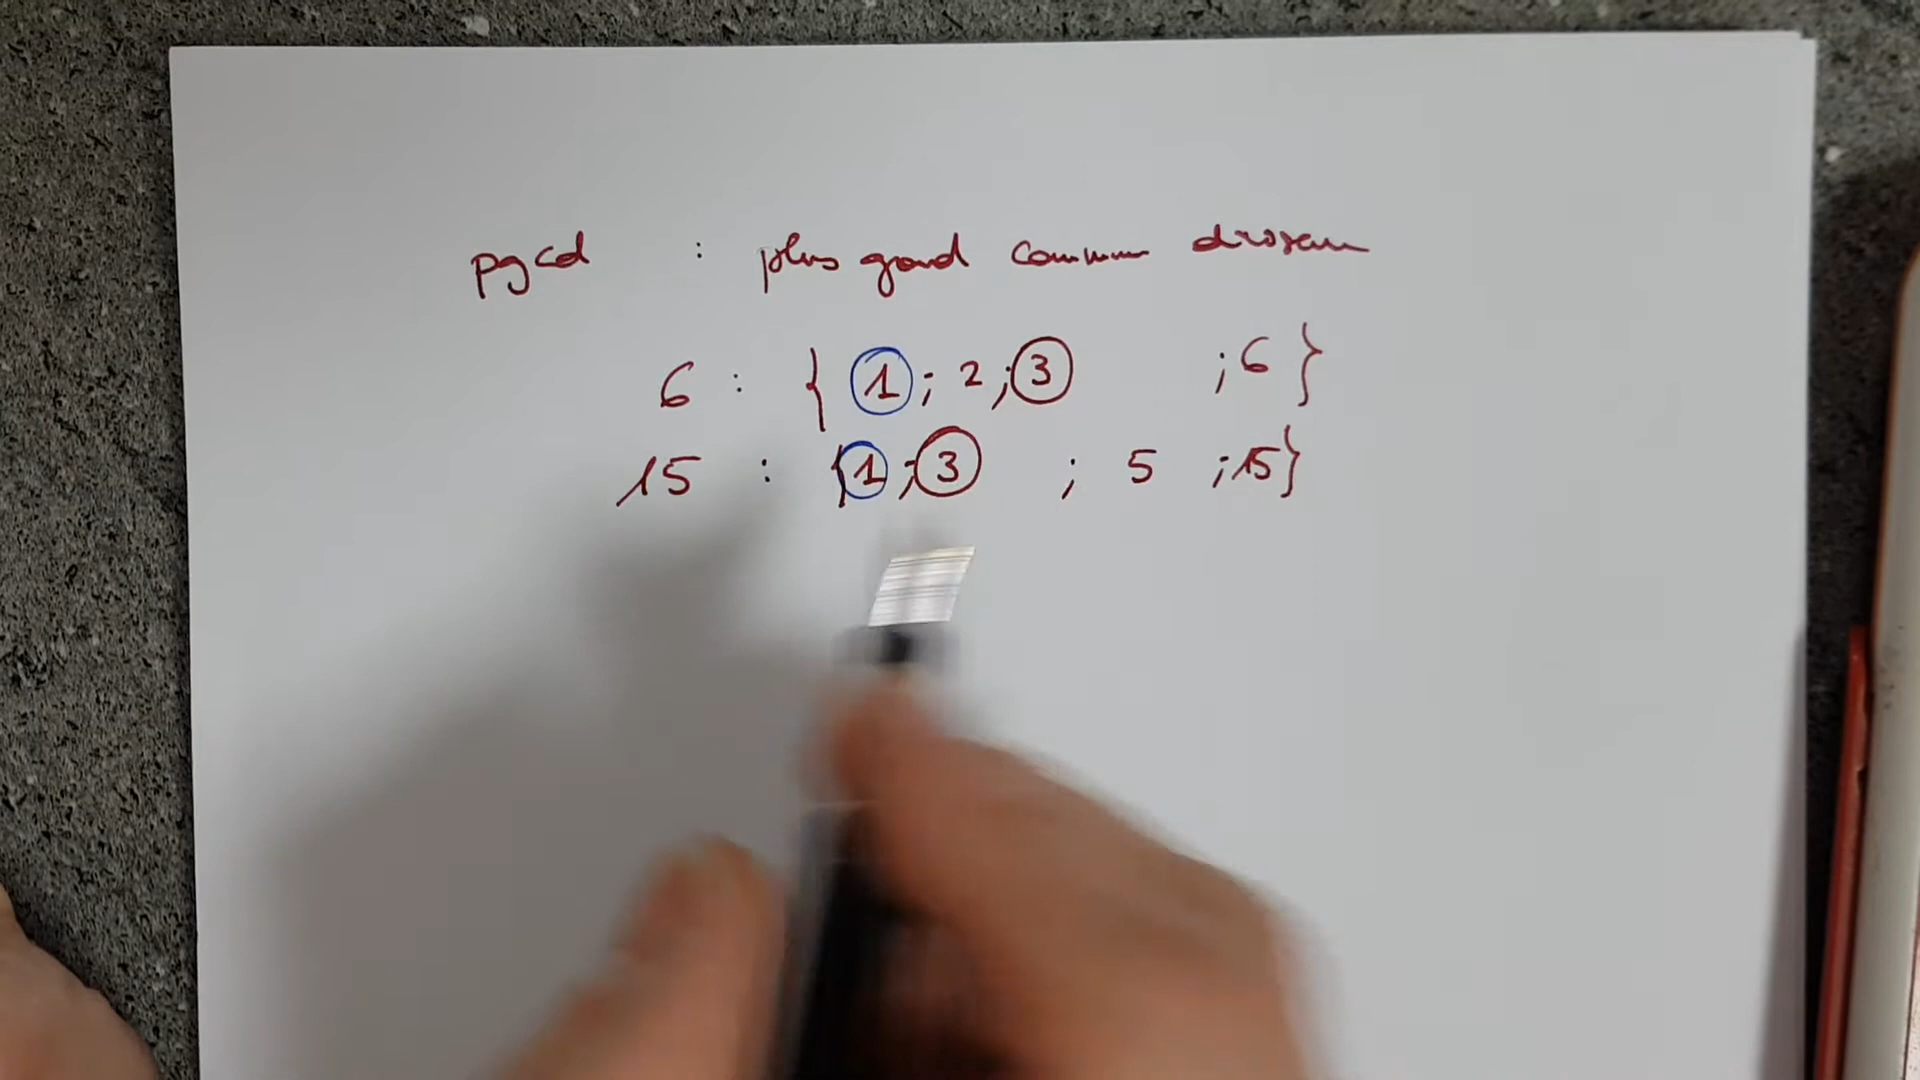 pgcd : plus grand commun diviseur
6 : { 1 ; 2 ; 3 ; 6 }
15 : { 1 ; 3 ; 5 ; 15 }